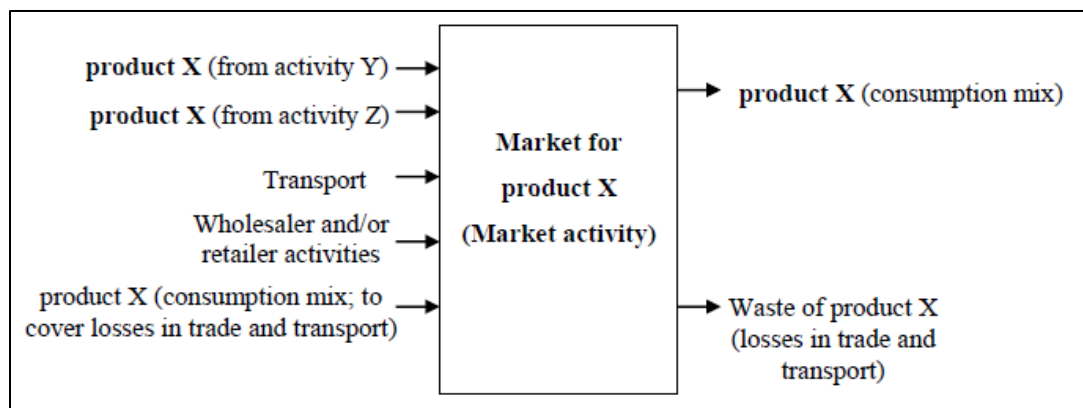 product X (from activity Y)
product X (from activity Z)
Transport
Wholesaler and/or
retailer activities
product X (consumption mix; to
cover losses in trade and transport)
Market for
product X
(Market activity)
product X (consumption mix)
Waste of product X
(losses in trade and
transport)